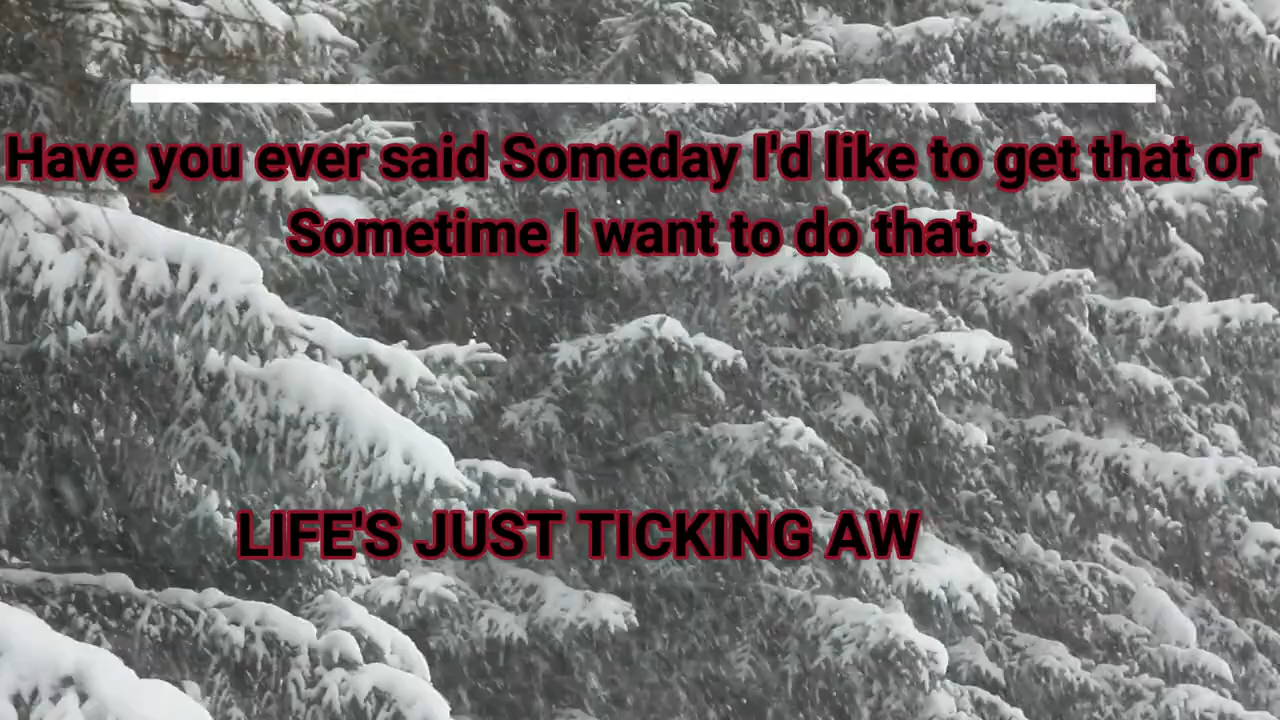 Have you ever said Someday I'd like to get that or
Sometime I want to do that.
LIFE'S JUST TICKING AW